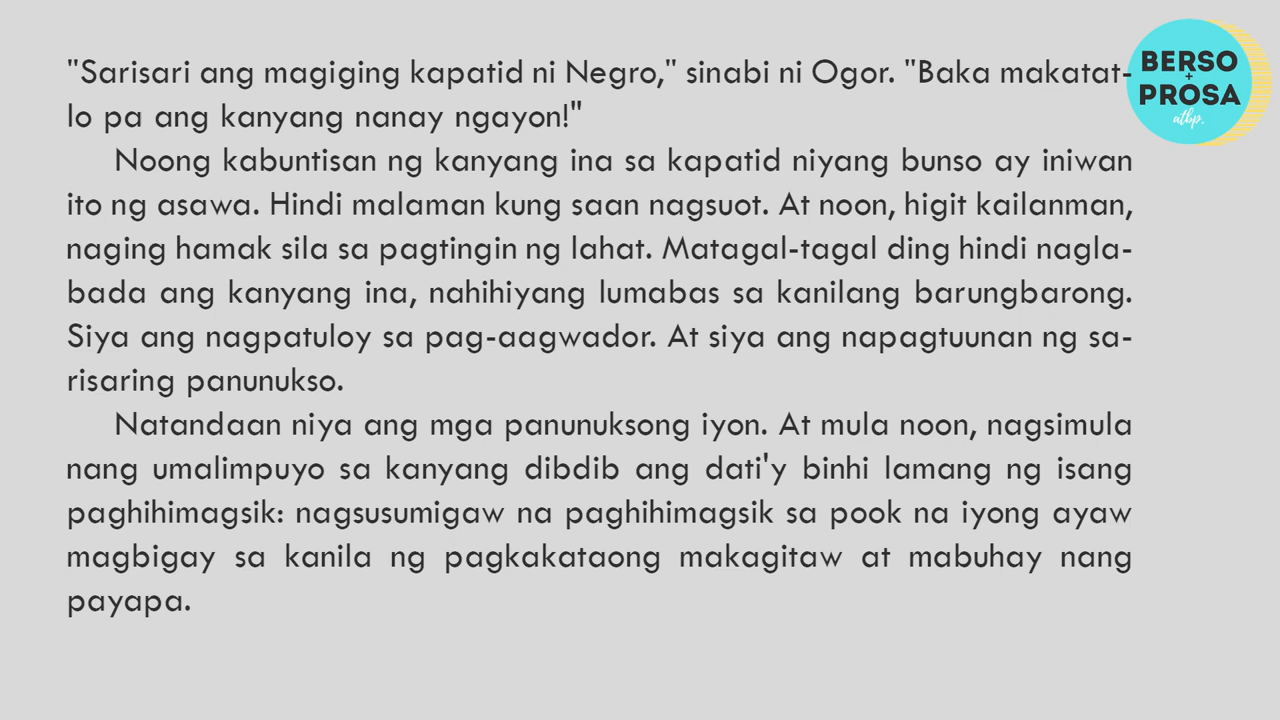 "Sarisari ang magiging kapatid ni Negro," sinabi ni Ogor. "Baka makatat-
lo pa ang kanyang nanay ngayon!"
Noong kabuntisan ng kanyang ina sa kapatid niyang bunso ay iniwan
ito ng asawa. Hindi malaman kung saan nagsuot. At noon, higit kailanman,
naging hamak sila sa pagtingin ng lahat. Matagal-tagal ding hindi nagla-
bada ang kanyang ina, nahihiyang lumabas sa kanilang barungbarong.
Siya ang nagpatuloy sa pag-aagwador. At siya ang napagtuunan ng sa-
risaring panunukso.
Natandaan niya ang mga panunuksong iyon. At mula noon, nagsimula
nang umalimpuyo sa kanyang dibdib ang dati'y binhi lamang ng isang
paghihimagsik: nagsusumigaw na paghihimagsik sa pook na iyong ayaw
magbigay sa kanila ng pagkakataong makagitaw at mabuhay nang
payapa.
BERSO
+
PROSA
atbp.